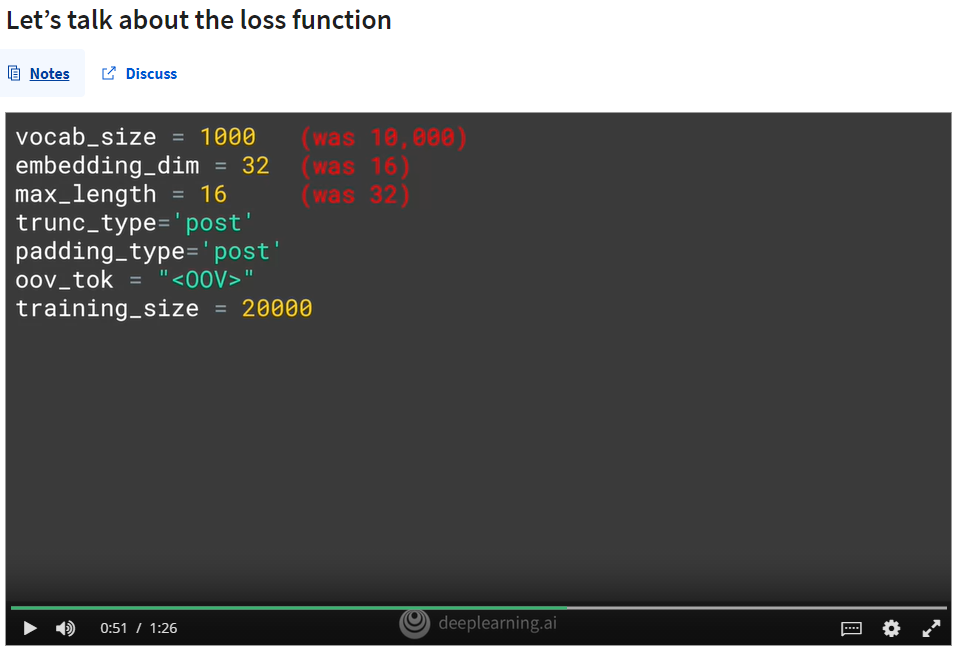 Let’s talk about the loss function
Notes Discuss
vocab_size = 1000 (was 10,000)
embedding_dim = 32 (was 16)
max_length = 16 (was 32)
trunc_type='post'
padding_type='post'
oov_tok = "<OOV>"
training_size = 20000
0:51 / 1:26 deeplearning.ai